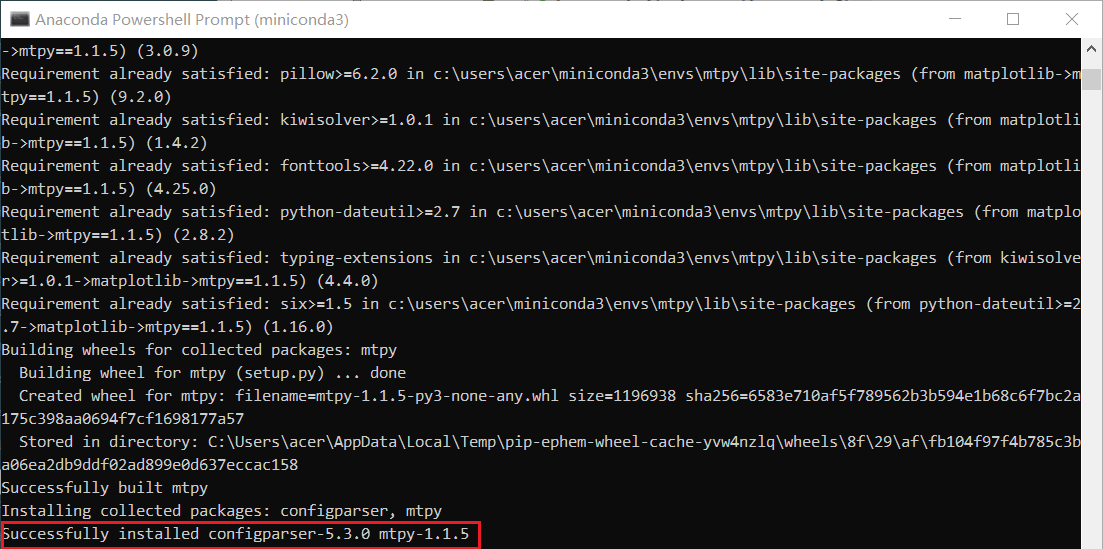 Anaconda Powershell Prompt (miniconda3)
->mtpy==1.1.5) (3.0.9)
Requirement already satisfied: pillow>=6.2.0 in c:\users\acer\miniconda3\envs\mtpy\lib\site-packages (from matplotlib->m
tpy==1.1.5) (9.2.0)
Requirement already satisfied: kiwisolver>=1.0.1 in c:\users\acer\miniconda3\envs\mtpy\lib\site-packages (from matplotli
b->mtpy==1.1.5) (1.4.2)
Requirement already satisfied: fonttools>=4.22.0 in c:\users\acer\miniconda3\envs\mtpy\lib\site-packages (from matplotli
b->mtpy==1.1.5) (4.25.0)
Requirement already satisfied: python-dateutil>=2.7 in c:\users\acer\miniconda3\envs\mtpy\lib\site-packages (from matplo
tlib->mtpy==1.1.5) (2.8.2)
Requirement already satisfied: typing-extensions in c:\users\acer\miniconda3\envs\mtpy\lib\site-packages (from kiwisolve
r>=1.0.1->matplotlib->mtpy==1.1.5) (4.4.0)
Requirement already satisfied: six>=1.5 in c:\users\acer\miniconda3\envs\mtpy\lib\site-packages (from python-dateutil>=2
.7->matplotlib->mtpy==1.1.5) (1.16.0)
Building wheels for collected packages: mtpy
  Building wheel for mtpy (setup.py) ... done
  Created wheel for mtpy: filename=mtpy-1.1.5-py3-none-any.whl size=1196938 sha256=6583e710af5f789562b3b594e1b68c6f7bc2a
175c398aa0694f7cf1698177a57
  Stored in directory: C:\Users\acer\AppData\Local\Temp\pip-ephem-wheel-cache-yvw4nzlq\wheels\8f\29\af\fb104f97f4b785c3b
a06ea2db9ddf02ad899e0d637eccac158
Successfully built mtpy
Installing collected packages: configparser, mtpy
Successfully installed configparser-5.3.0 mtpy-1.1.5